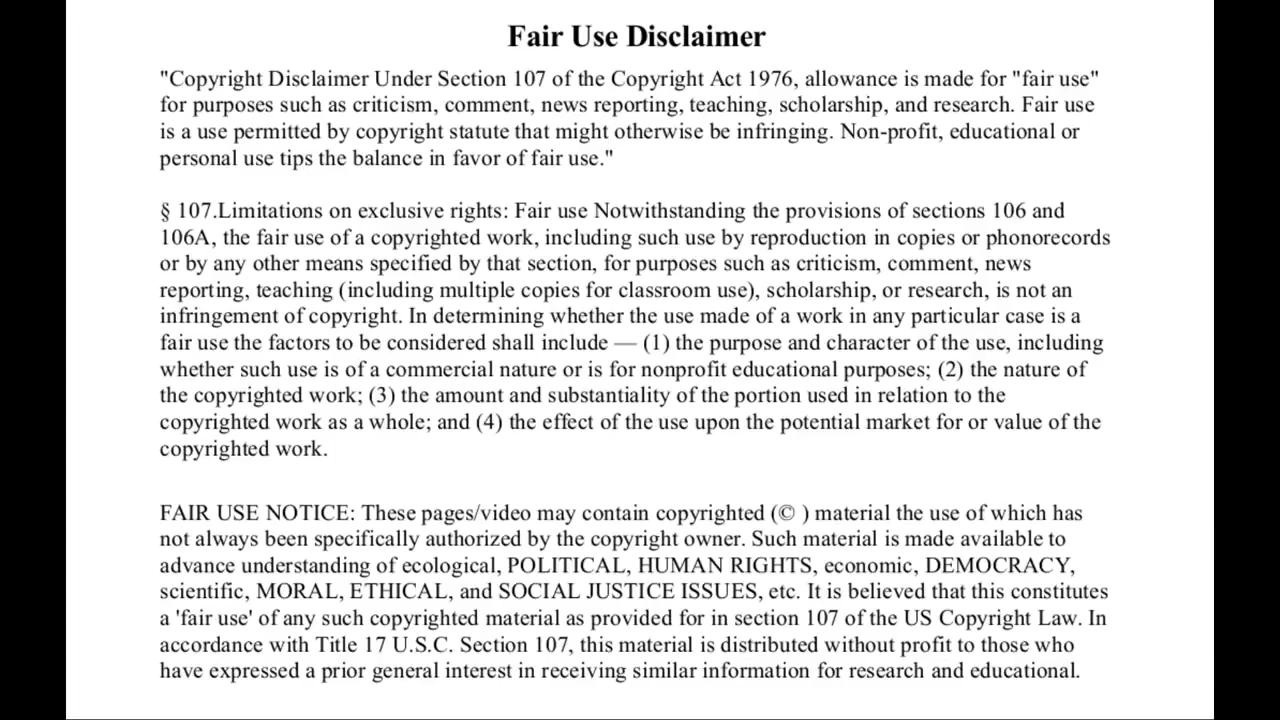 Fair Use Disclaimer
"Copyright Disclaimer Under Section 107 of the Copyright Act 1976, allowance is made for "fair use"
for purposes such as criticism, comment, news reporting, teaching, scholarship, and research. Fair use
is a use permitted by copyright statute that might otherwise be infringing. Non-profit, educational or
personal use tips the balance in favor of fair use."
§ 107.Limitations on exclusive rights: Fair use Notwithstanding the provisions of sections 106 and
106A, the fair use of a copyrighted work, including such use by reproduction in copies or phonorecords
or by any other means specified by that section, for purposes such as criticism, comment, news
reporting, teaching (including multiple copies for classroom use), scholarship, or research, is not an
infringement of copyright. In determining whether the use made of a work in any particular case is a
fair use the factors to be considered shall include — (1) the purpose and character of the use, including
whether such use is of a commercial nature or is for nonprofit educational purposes; (2) the nature of
the copyrighted work; (3) the amount and substantiality of the portion used in relation to the
copyrighted work as a whole; and (4) the effect of the use upon the potential market for or value of the
copyrighted work.
FAIR USE NOTICE: These pages/video may contain copyrighted (© ) material the use of which has
not always been specifically authorized by the copyright owner. Such material is made available to
advance understanding of ecological, POLITICAL, HUMAN RIGHTS, economic, DEMOCRACY,
scientific, MORAL, ETHICAL, and SOCIAL JUSTICE ISSUES, etc. It is believed that this constitutes
a 'fair use' of any such copyrighted material as provided for in section 107 of the US Copyright Law. In
accordance with Title 17 U.S.C. Section 107, this material is distributed without profit to those who
have expressed a prior general interest in receiving similar information for research and educational.